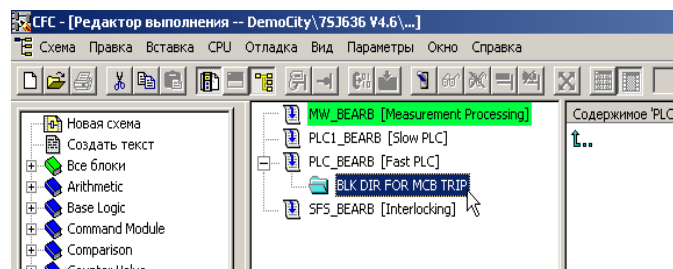 CFC - [Редактор выполнения -- DemoCity\7SJ636 V4.6\...]
Схема Правка Вставка CPU Отладка Вид Параметры Окно Справка
Новая схема
Создать текст
Все блоки
Arithmetic
Base Logic
Command Module
Comparison
Counter Value
MW_BEARB [Measurement Processing]
PLC1_BEARB [Slow PLC]
PLC_BEARB [Fast PLC]
BLK DIR FOR MCB TRIP
SFS_BEARB [Interlocking]
Содержимое 'PLC